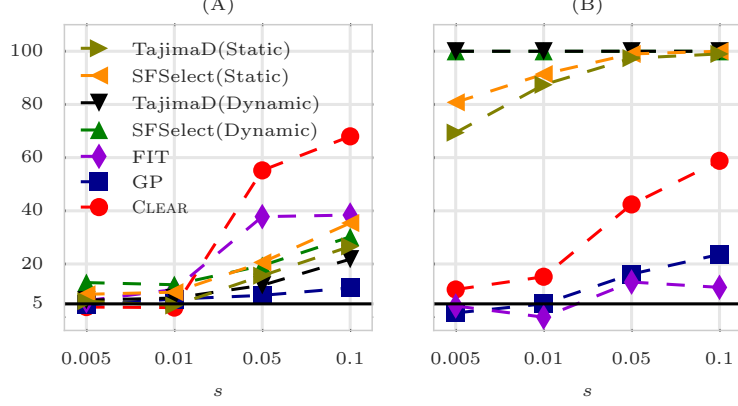 (A)
(B)
100
80
60
40
20
5
TajimaD(Static)
SFSelect(Static)
TajimaD(Dynamic)
SFSelect(Dynamic)
FIT
GP
CLEAR
0.005 0.01 0.05 0.1
0.005 0.01 0.05 0.1
s
s